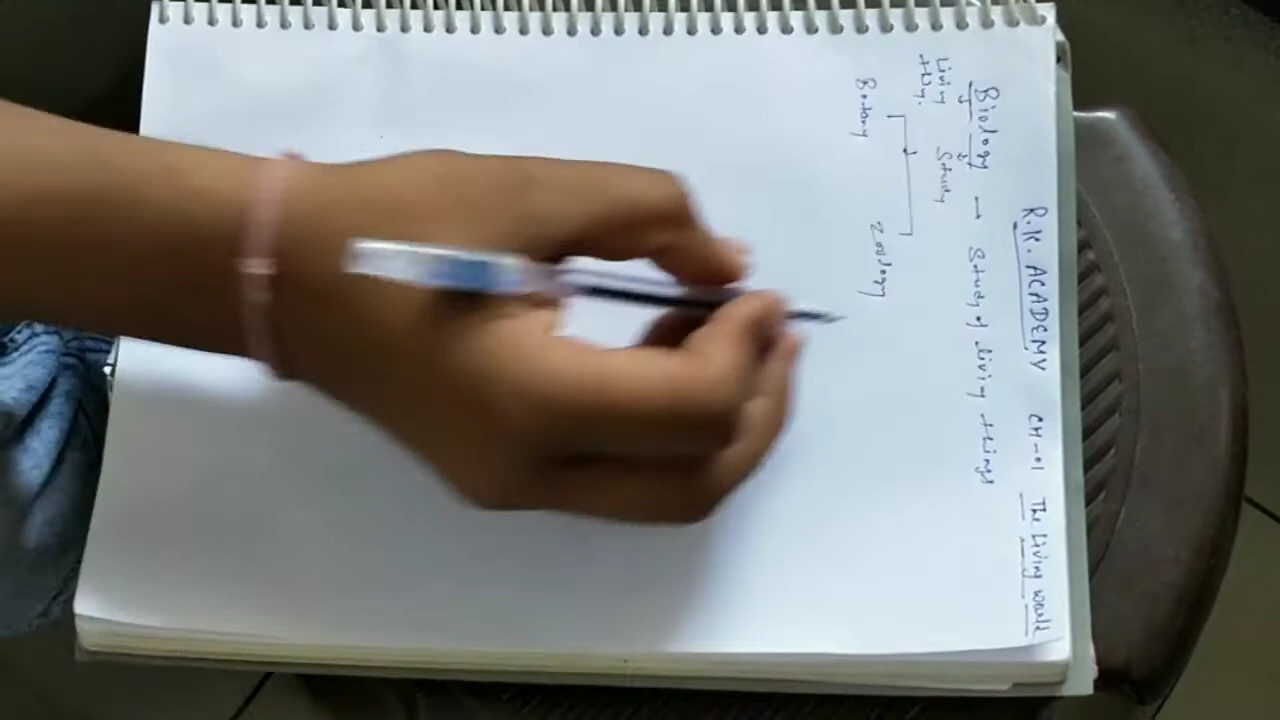 R.K. ACADEMY CH-01 The Living World
Biology → Study of living things
Living Study
thing.
Botany Zoology